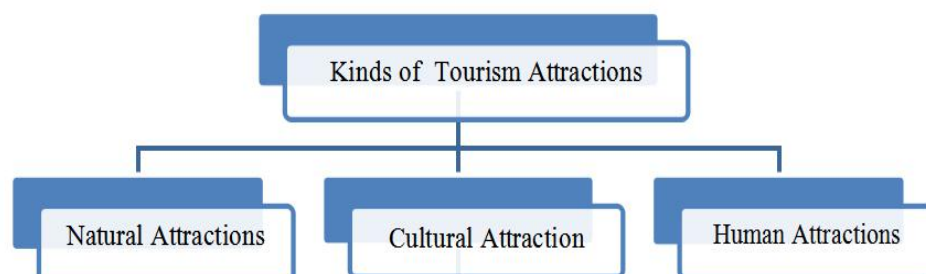 Kinds of Tourism Attractions
Natural Attractions
Cultural Attraction
Human Attractions